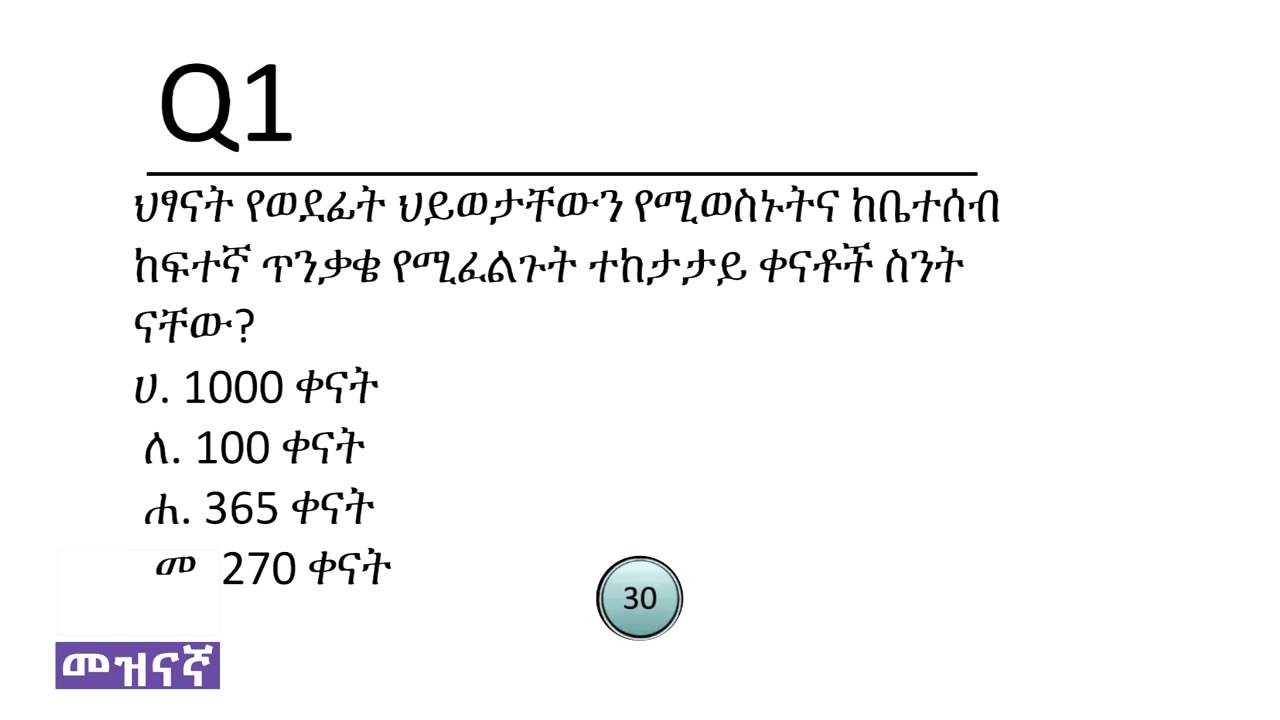 Q1
ህፃናት የወደፊት ህይወታቸውን የሚወስኑትና ከቤተሰብ
ከፍተኛ ጥንቃቄ የሚፈልጉት ተከታታይ ቀናቶች ስንት
ናቸው?
ሀ. 1000 ቀናት
ለ. 100 ቀናት
ሐ. 365 ቀናት
መ 270 ቀናት
30
መዝናኛ